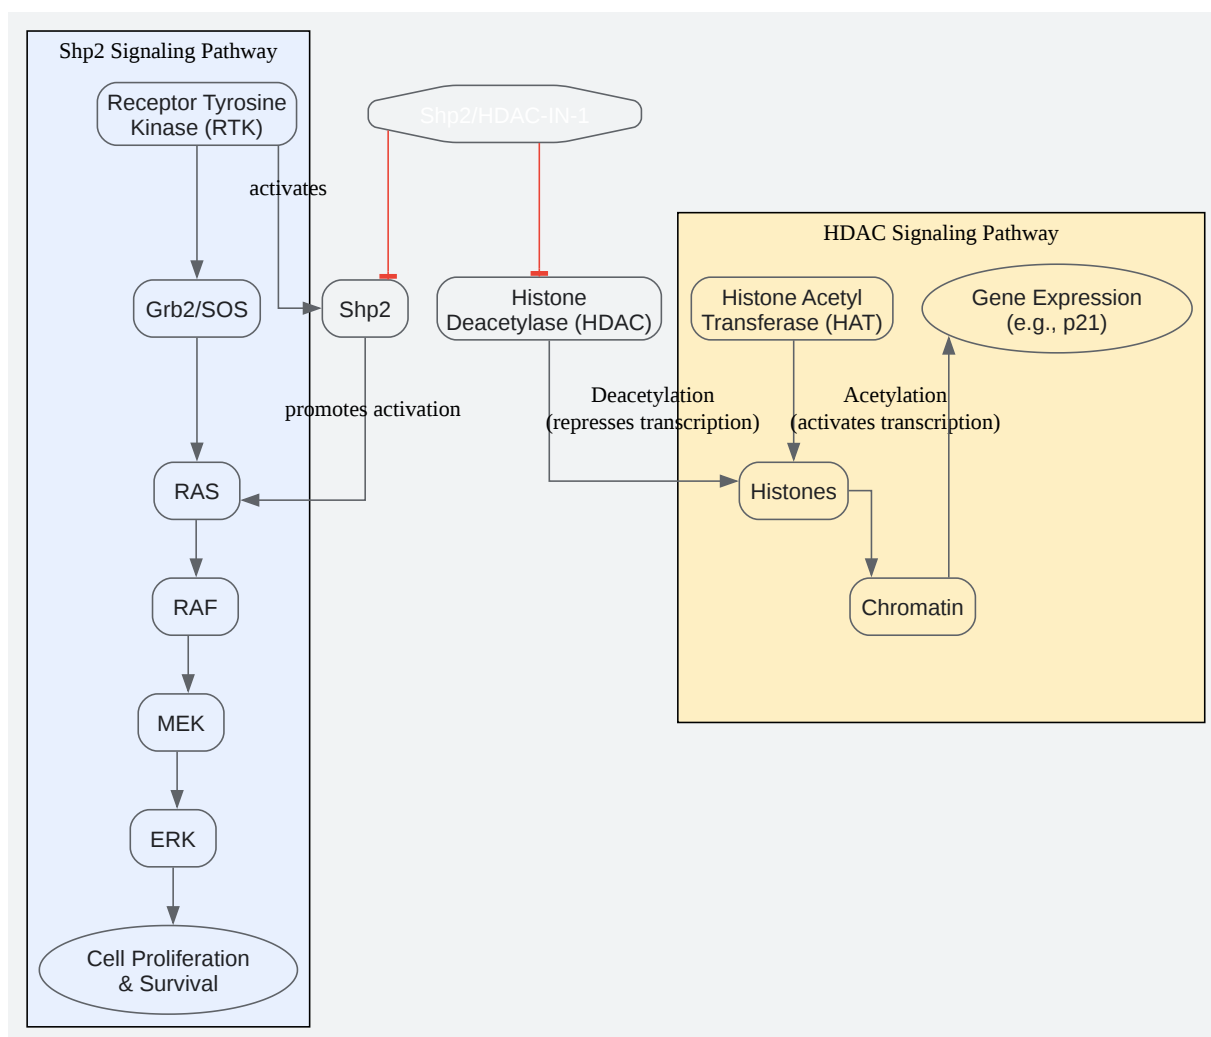 Shp2 Signaling Pathway
Receptor Tyrosine
Kinase (RTK)
Shp2/HDAC-IN-1
activates
HDAC Signaling Pathway
Grb2/SOS
Shp2
Histone
Deacetylase (HDAC)
Histone Acetyl
Transferase (HAT)
Gene Expression
(e.g., p21)
promotes activation
Deacetylation
(represses transcription)
Acetylation
(activates transcription)
RAS
Histones
RAF
Chromatin
MEK
ERK
Cell Proliferation
& Survival